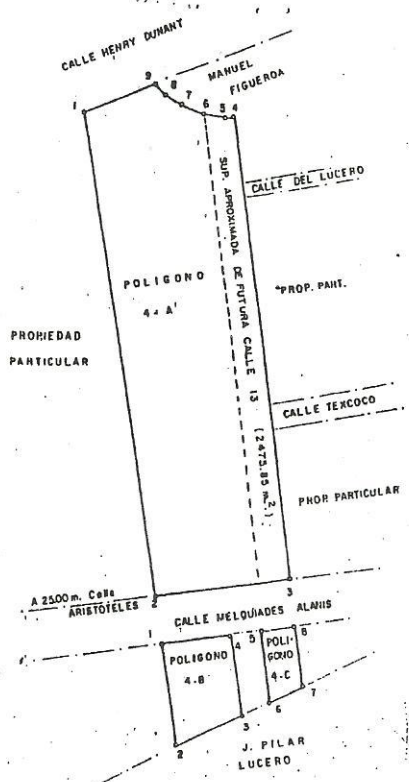 CALLE HENRY DUNANT
MANUEL
FIGUEROA
9
8
7
6
5
4
1
CALLE DEL LUCERO
SUP. APROXIMADA DE FUTURA CALLE 13 (2475.85 m².)
POLIGONO
4-A
PROP. PART.
PROPIEDAD
PARTICULAR
CALLE TEXCOCO
PROP. PARTICULAR
A 25.00 m. Calle
ARISTOTELES
2
3
CALLE MELQUIADES ALANIS
1
4
5
8
POLIGONO
4-B
POLI-
GONO
4-C
2
3
6
7
J. PILAR
LUCERO